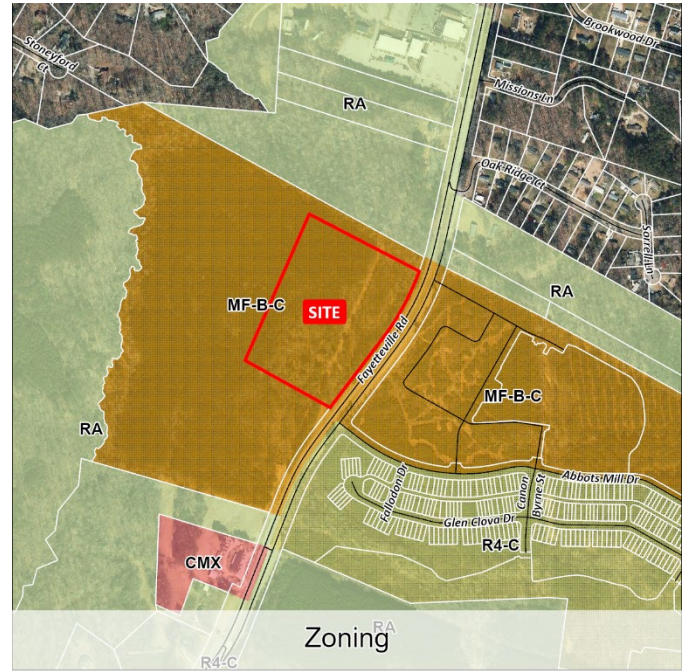 Brookwood Dr
Stoneyford
Ct
Missions Ln
RA
Oak Ridge Ct
Sorrell Ln
RA
MF-B-C
SITE
Fayetteville Rd
MF-B-C
RA
Abbots Mill Dr
Falladon Dr
Canon
Byrne St
Glen Clova Dr
R4-C
CMX
Zoning
RA
R4-C